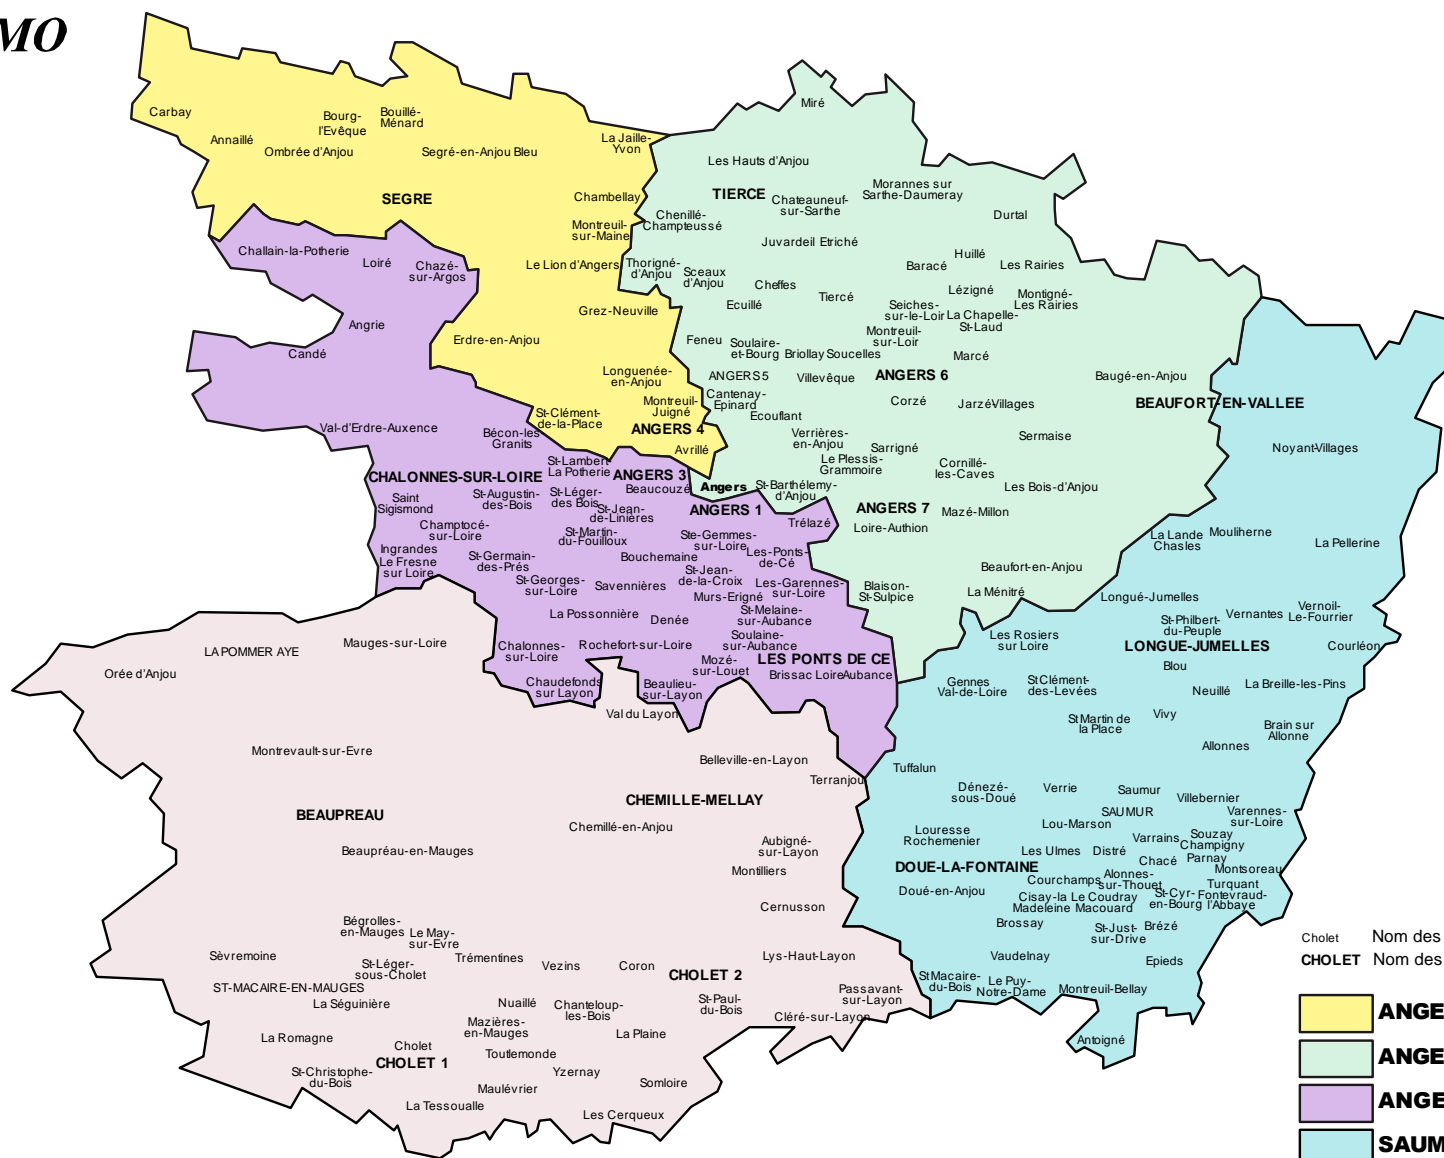 MO
Carbay
Annaillé
Bourg-
l'Evêque
Bouillé-
Ménard
Ombrée d'Anjou
Segré-en-Anjou Bleu
La Jaille-
Yvon
SEGRE
Chambellay
Montreuil-
sur-Maine
Le Lion d'Angers
Grez-Neuville
Erdre-en-Anjou
Longuenée-
en-Anjou
Montreuil-
Juigné
St-Clément-
de-la-Place
ANGERS 4
Avrillé
Miré
Les Hauts d'Anjou
TIERCE
Chateauneuf-
sur-Sarthe
Morannes sur
Sarthe-Daumeray
Chenillé-
Champteussé
Durtal
Juvardeil
Etriché
Huillé
Baracé
Les Rairies
Thorigné-
d'Anjou
Sceaux
d'Anjou
Cheffes
Tiercé
Lézigné
Montigné-
Les Rairies
Ecuillé
Seiches-
sur-le-Loir
La Chapelle-
St-Laud
Montreuil-
sur-Loir
Feneu
Soulaire-
et-Bourg
Briollay
Soucelles
Marcé
ANGERS 5
Villevêque
ANGERS 6
Baugé-en-Anjou
Cantenay-
Epinard
Ecouflant
Corzé
Jarzé Villages
BEAUFORT-EN-VALLEE
Verrières-
en-Anjou
Sarrigné
Sermaise
Le Plessis-
Grammoire
Cornillé-
les-Caves
Angers
St-Barthélemy-
d'Anjou
Les Bois-d'Anjou
ANGERS 7
Mazé-Millon
Loire-Authion
Beaufort-en-Anjou
Blaison-
St-Sulpice
La Ménitré
Challain-la-Potherie
Loiré
Chazé-
sur-Argos
Angrie
Candé
Val-d'Erdre-Auxence
Bécon-les-
Granits
CHALONNES-SUR-LOIRE
St-Lambert-
La Potherie
ANGERS 3
Beaucouzé
Saint
Sigismond
St-Augustin-
des-Bois
St-Léger-
des Bois
St-Jean-
de-Linières
ANGERS 1
Trélazé
Champtocé-
sur-Loire
St-Martin-
du-Fouilloux
Ste-Gemmes-
sur-Loire
Les-Ponts-
de-Cé
Ingrandes
Le Fresne
sur Loire
St-Germain-
des-Prés
Bouchemaine
St-Jean-
de-la-Croix
St-Georges-
sur-Loire
Savennières
Murs-Erigné
Les-Garennes-
sur-Loire
La Possonnière
Denée
St-Melaine-
sur-Aubance
Soulaine-
sur-Aubance
Chalonnes-
sur-Loire
Rochefort-sur-Loire
Mozé-
sur-Louet
LES PONTS DE CE
Brissac Loire Aubance
Chaudefonds
sur Layon
Beaulieu-
sur-Layon
Noyant-Villages
La Lande
Chasles
Mouliherne
La Pellerine
Longué-Jumelles
St-Philbert-
du-Peuple
Vernantes
Vernoil-
Le-Fourrier
Les Rosiers
sur Loire
LONGUE-JUMELLES
Courléon
Blou
Gennes
Val-de-Loire
St Clément-
des-Levées
Neuillé
La Breille-les-Pins
St Martin de
la Place
Vivy
Brain sur
Allonne
Allonnes
Tuffalun
Dénezé-
sous-Doué
Verrie
Saumur
Villebernier
SAUMUR
Varennes-
sur-Loire
Louresse
Rochemenier
Lou-Marson
Varrains
Souzay
Champigny
Les Ulmes
Distré
Chacé
Parnay
Montsoreau
DOUE-LA-FONTAINE
Courchamps
Alonnes-
sur-Thouet
Turquant
Doué-en-Anjou
Cisay-la
Madeleine
Le Coudray
Macouard
St-Cyr-
en-Bourg
Fontevraud-
l'Abbaye
Brossay
St-Just-
sur-Drive
Brézé
Vaudelnay
Epieds
St Macaire-
du-Bois
Le Puy-
Notre-Dame
Montreuil-Bellay
Antoigné
LA POMMER AYE
Mauges-sur-Loire
Orée d'Anjou
Val du Layon
Montrevault-sur-Evre
Belleville-en-Layon
Terranjou
BEAUPREAU
CHEMILLE-MELLAY
Chemillé-en-Anjou
Beaupréau-en-Mauges
Aubigné-
sur-Layon
Montilliers
Cernusson
Bégrolles-
en-Mauges
Le May-
sur-Evre
Sèvremoine
Trémentines
Vezins
Coron
Lys-Haut-Layon
St-Léger-
sous-Cholet
CHOLET 2
ST-MACAIRE-EN-MAUGES
La Séguinière
Nuaillé
Chanteloup-
les-Bois
St-Paul-
du-Bois
Passavant-
sur-Layon
Cléré-sur-Layon
La Romagne
Mazières-
en-Mauges
La Plaine
Cholet
Toutlemonde
CHOLET 1
St-Christophe-
du-Bois
Yzernay
Maulévrier
Somloire
La Tessoualle
Les Cerqueux
Cholet Nom des
CHOLET Nom des
ANGE
ANGE
ANGE
SAUM